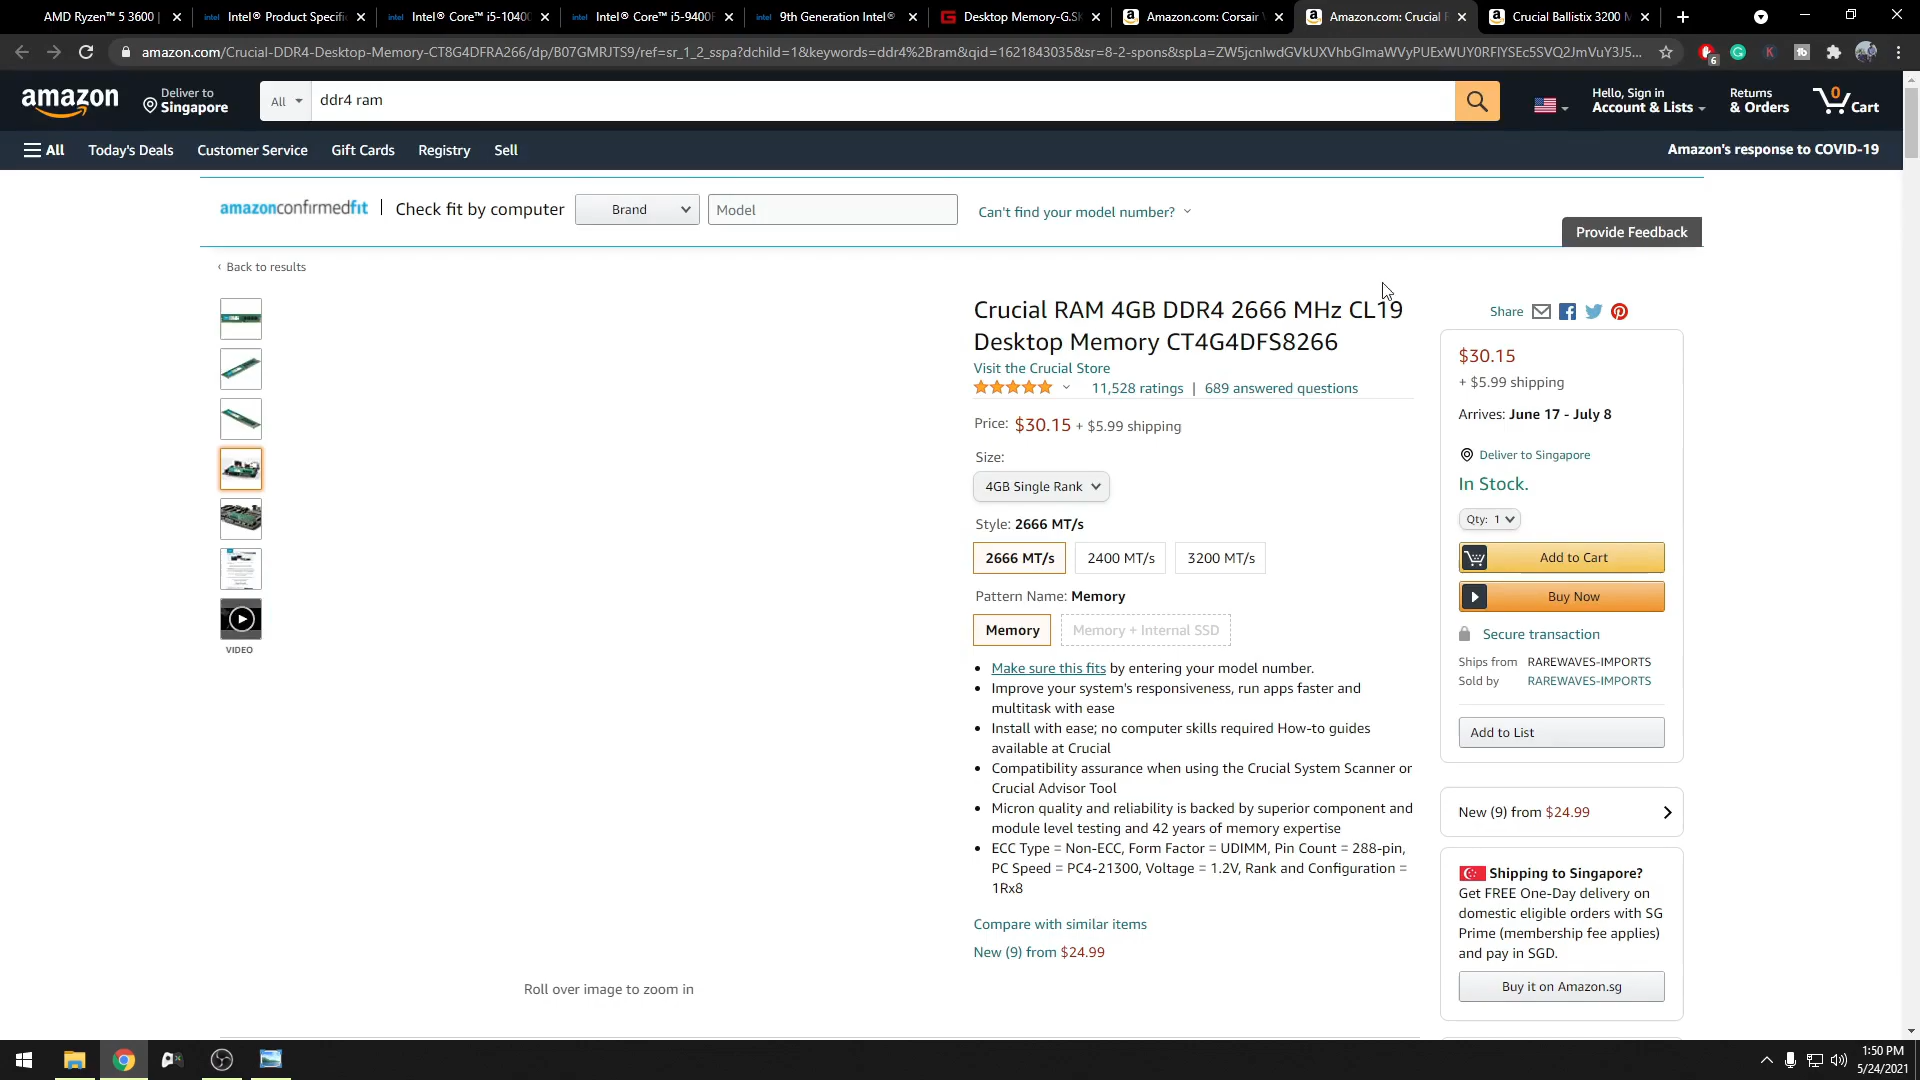 AMD Ryzen™ 5 3600 |
Intel® Product Specifi
Intel® Core™ i5-1040
Intel® Core™ i5-9400F
9th Generation Intel®
Desktop Memory-G.SK
Amazon.com: Corsair
Amazon.com: Crucial
Crucial Ballistix 3200 M
amazon.com/Crucial-DDR4-Desktop-Memory-CT8G4DFRA266/dp/B07GMRJTS9/ref=sr_1_2_sspa?dchild=1&keywords=ddr4%2Bram&qid=1621843035&sr=8-2-spons&spLa=ZW5jcnlwdGVkUXVhbGlmaWVyPUExWUY0RFlYSEc5SVQ2JmVuY3J5...
6
amazon
Deliver to
Singapore
All
ddr4 ram
Hello, Sign in
Account & Lists
Returns
& Orders
0
Cart
All
Today's Deals
Customer Service
Gift Cards
Registry
Sell
Amazon's response to COVID-19
amazonconfirmedfit
Check fit by computer
Brand
Model
Can't find your model number?
Provide Feedback
‹ Back to results
VIDEO
Roll over image to zoom in
Crucial RAM 4GB DDR4 2666 MHz CL19
Desktop Memory CT4G4DFS8266
Visit the Crucial Store
11,528 ratings | 689 answered questions
Price: $30.15 + $5.99 shipping
Size:
4GB Single Rank
Style: 2666 MT/s
2666 MT/s
2400 MT/s
3200 MT/s
Pattern Name: Memory
Memory
Memory + Internal SSD
• Make sure this fits by entering your model number.
• Improve your system's responsiveness, run apps faster and
multitask with ease
• Install with ease; no computer skills required How-to guides
available at Crucial
• Compatibility assurance when using the Crucial System Scanner or
Crucial Advisor Tool
• Micron quality and reliability is backed by superior component and
module level testing and 42 years of memory expertise
• ECC Type = Non-ECC, Form Factor = UDIMM, Pin Count = 288-pin,
PC Speed = PC4-21300, Voltage = 1.2V, Rank and Configuration =
1Rx8
Compare with similar items
New (9) from $24.99
Share
$30.15
+ $5.99 shipping
Arrives: June 17 - July 8
Deliver to Singapore
In Stock.
Qty: 1
Add to Cart
Buy Now
Secure transaction
Ships from RAREWAVES-IMPORTS
Sold by RAREWAVES-IMPORTS
Add to List
New (9) from $24.99
Shipping to Singapore?
Get FREE One-Day delivery on
domestic eligible orders with SG
Prime (membership fee applies)
and pay in SGD.
Buy it on Amazon.sg
1:50 PM
5/24/2021